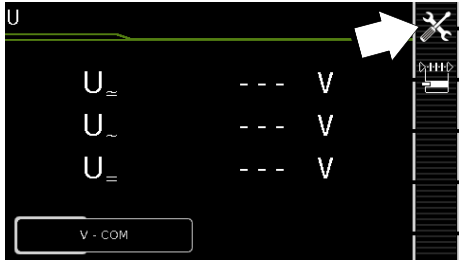 U
U≃ --- V
U~ --- V
U= --- V
V - COM